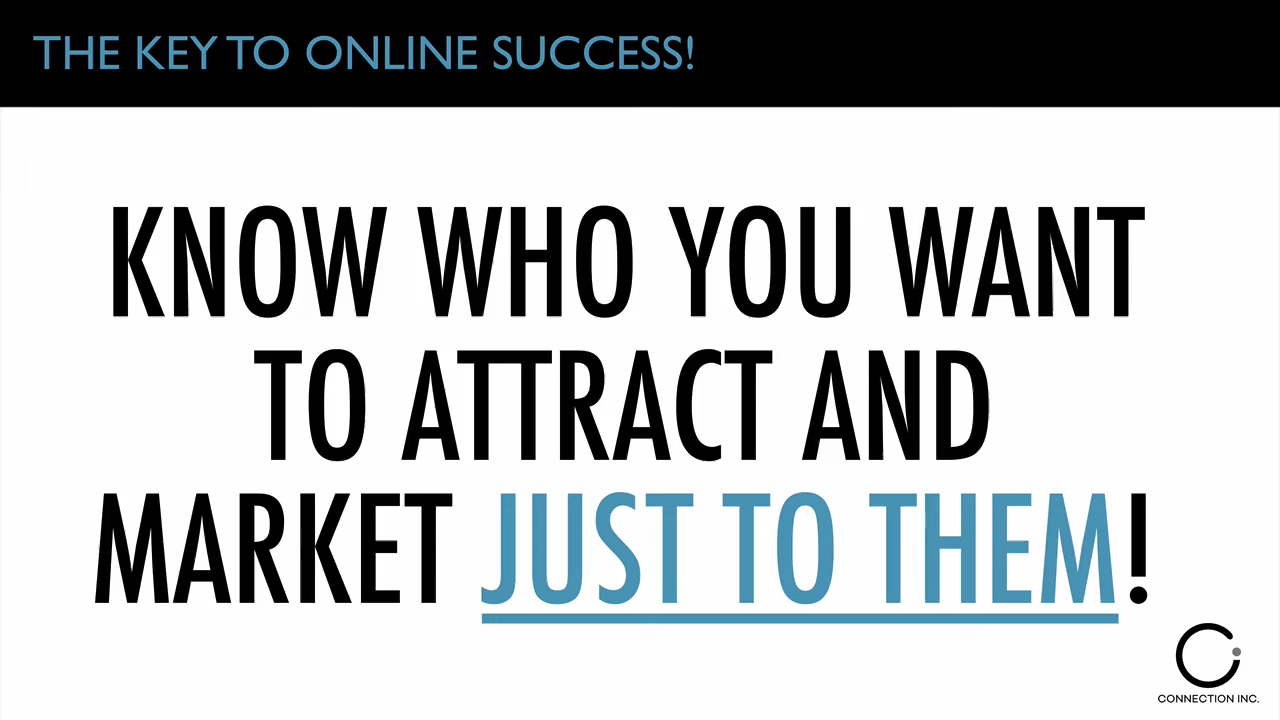 THE KEY TO ONLINE SUCCESS!
KNOW WHO YOU WANT
TO ATTRACT AND
MARKET JUST TO THEM!
CONNECTION INC.